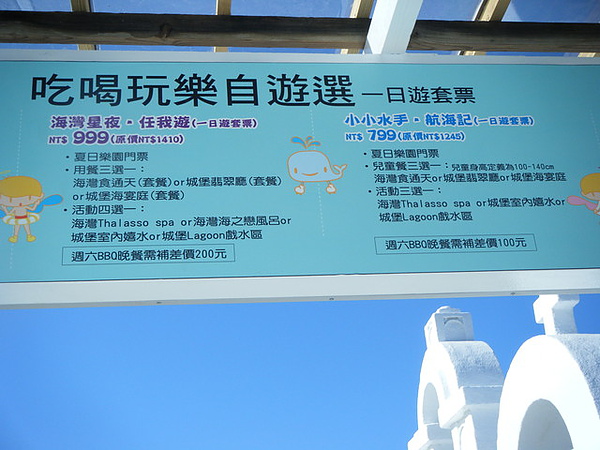 吃喝玩樂自遊選 一日遊套票
海灣星夜・任我遊(一日遊套票)
NT$ 999(原價NT$1410)
・夏日樂園門票
・用餐三選一：
海灣食通天(套餐)or城堡翡翠廳(套餐)
or城堡海宴庭(套餐)
・活動四選一：
海灣Thalasso spa or海灣海之戀風呂or
城堡室內嬉水or城堡Lagoon戲水區
週六BBQ晚餐需補差價200元
小小水手・航海記(一日遊套票)
NT$ 799(原價NT$1245)
・夏日樂園門票
・兒童餐三選一：兒童身高定義為100-140cm
海灣食通天or城堡翡翠廳or城堡海宴庭
・活動三選一：
海灣Thalasso spa or城堡室內嬉水or
城堡Lagoon戲水區
週六BBQ晚餐需補差價100元